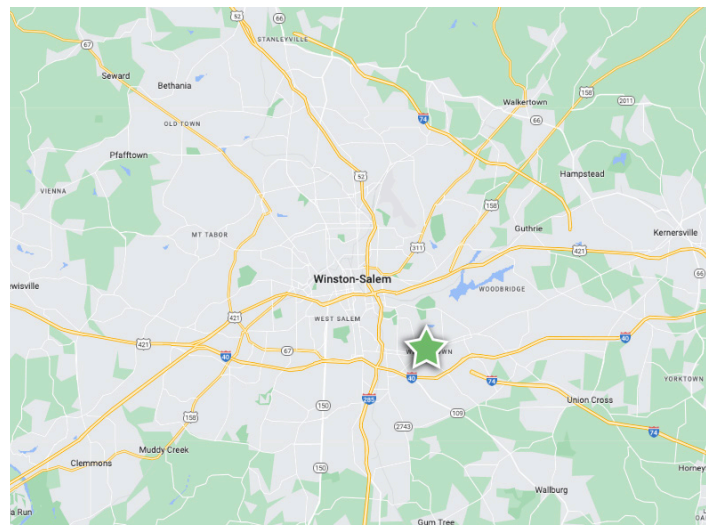 52
66
STANLEYVILLE
67
Seward
Bethania
158
Walkertown
2011
74
66
OLD TOWN
Pfafftown
52
Hampstead
VIENNA
158
MT TABOR
311
Guthrie
Kernersville
421
66
Winston-Salem
ewisville
WOODBRIDGE
421
WEST SALEM
421
40
67
40
40
74
YORKTOWN
285
Union Cross
158
150
109
2743
74
Muddy Creek
Clemmons
150
Horney
Wallburg
a Run
Gum Tree